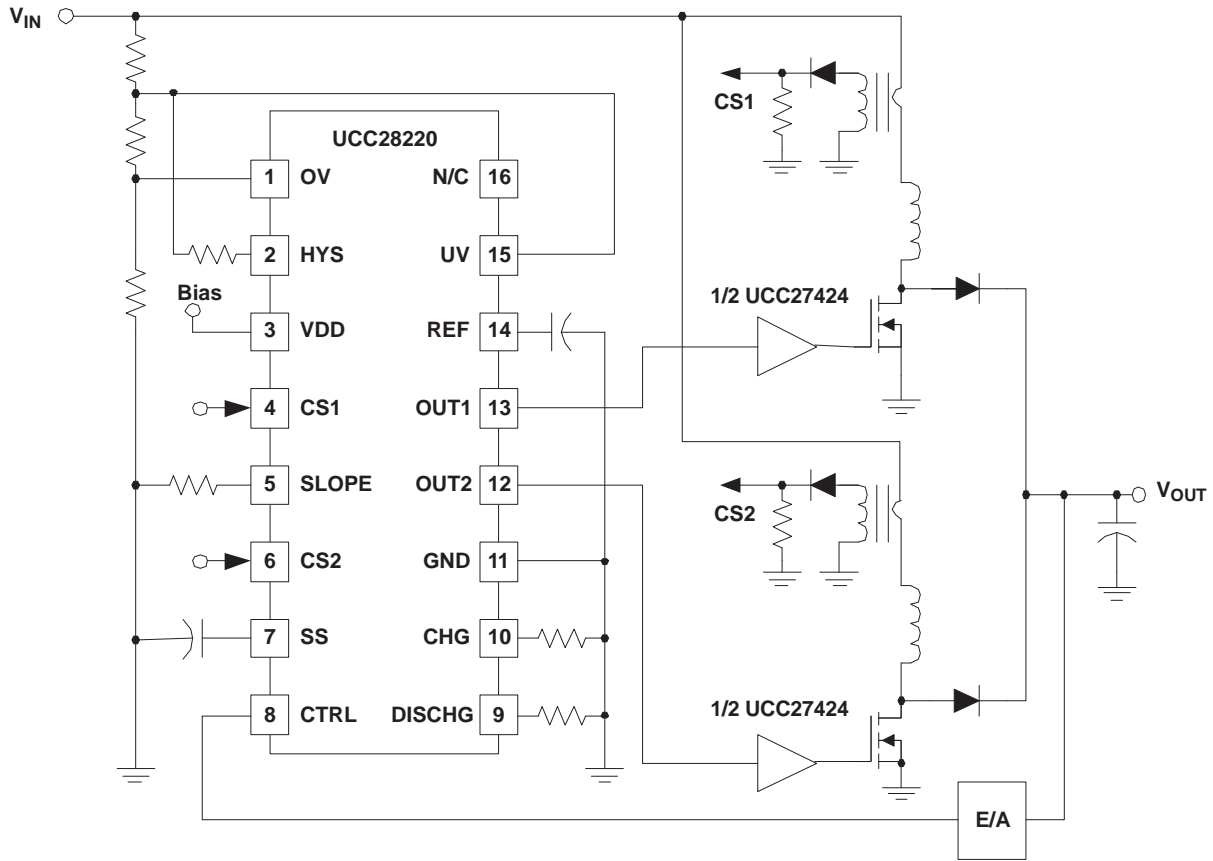 VIN
CS1
UCC28220
1 OV
N/C 16
2 HYS
UV 15
Bias
1/2 UCC27424
3 VDD
REF 14
4 CS1
OUT1 13
5 SLOPE
OUT2 12
CS2
VOUT
6 CS2
GND 11
7 SS
CHG 10
8 CTRL
DISCHG 9
1/2 UCC27424
E/A